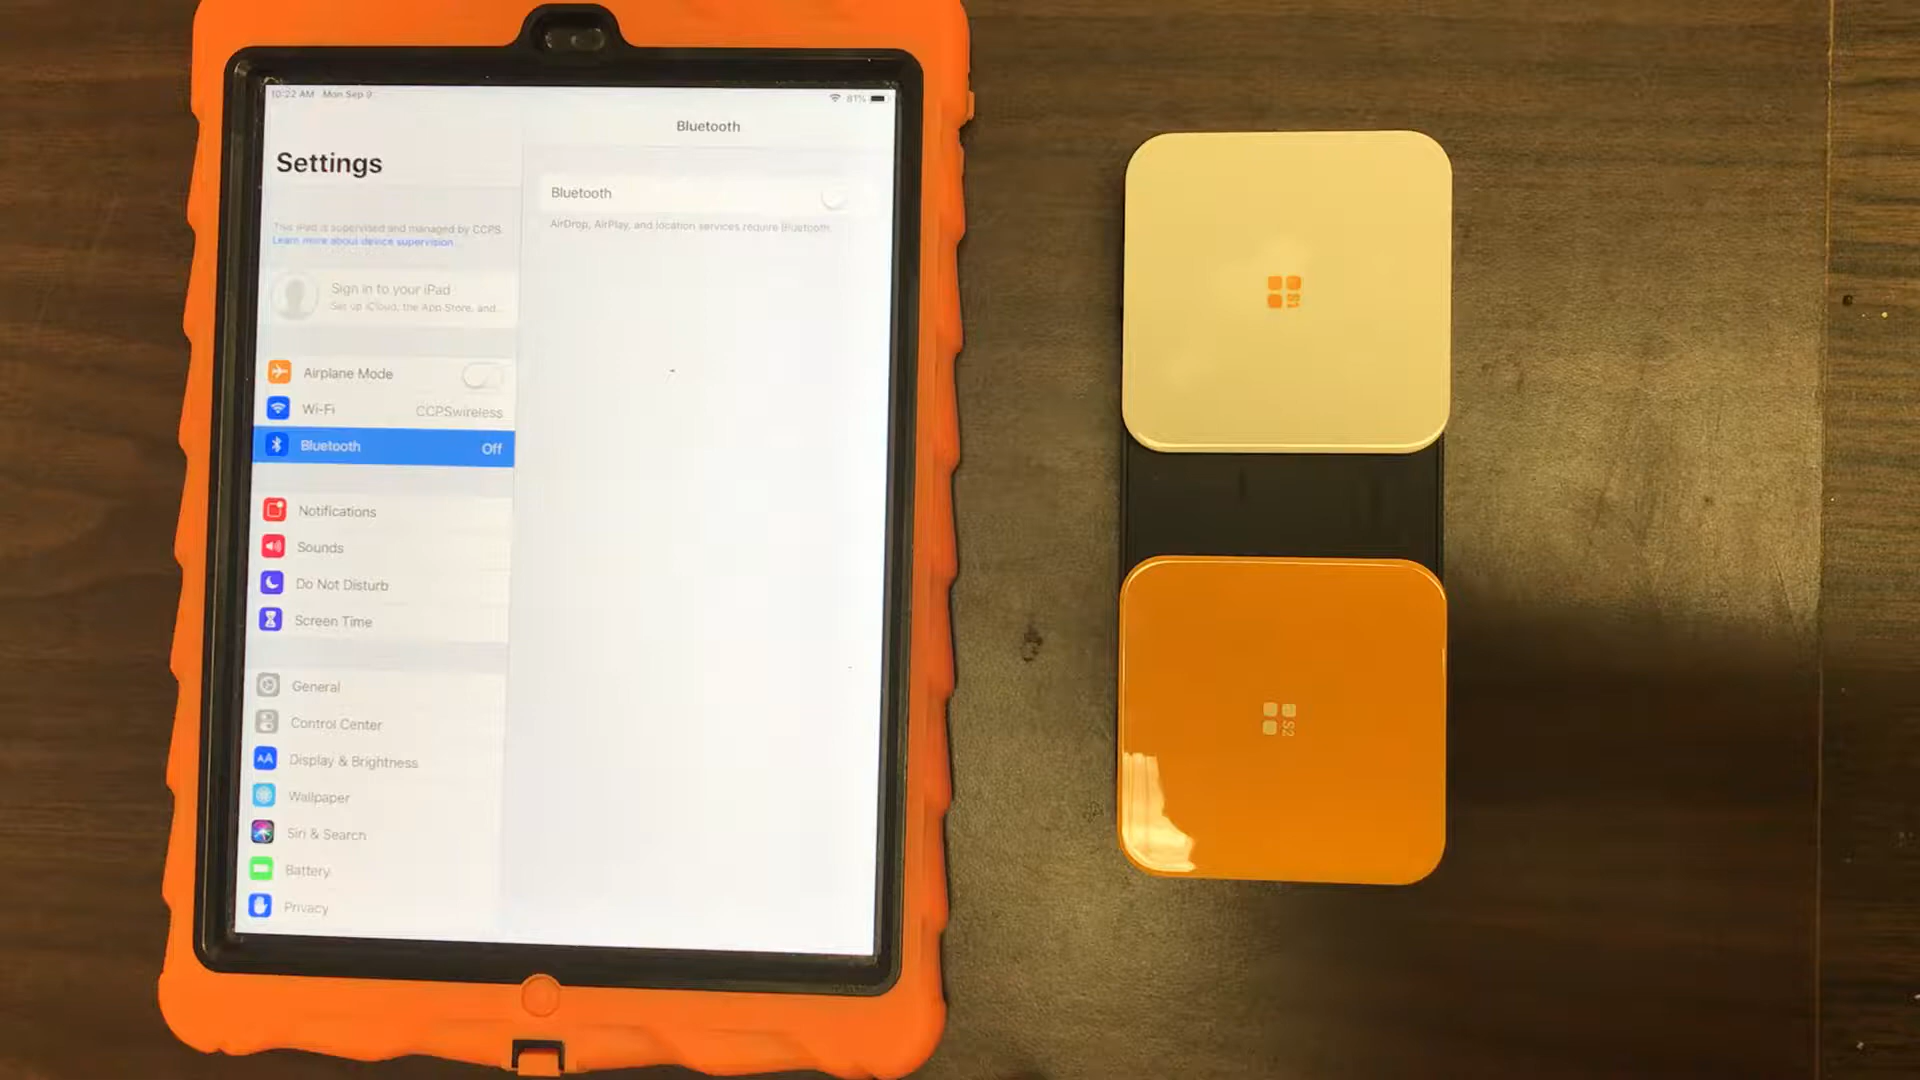 10:22 AM Mon Sep 9
81%
Settings
This iPad is supervised and managed by CCPS.
Learn more about device supervision...
Sign in to your iPad
Set up iCloud, the App Store, and...
Airplane Mode
Wi-Fi CCPSwireless
Bluetooth Off
Notifications
Sounds
Do Not Disturb
Screen Time
General
Control Center
AA Display & Brightness
Wallpaper
Siri & Search
Battery
Privacy
Bluetooth
Bluetooth
AirDrop, AirPlay, and location services require Bluetooth.
S1
S2